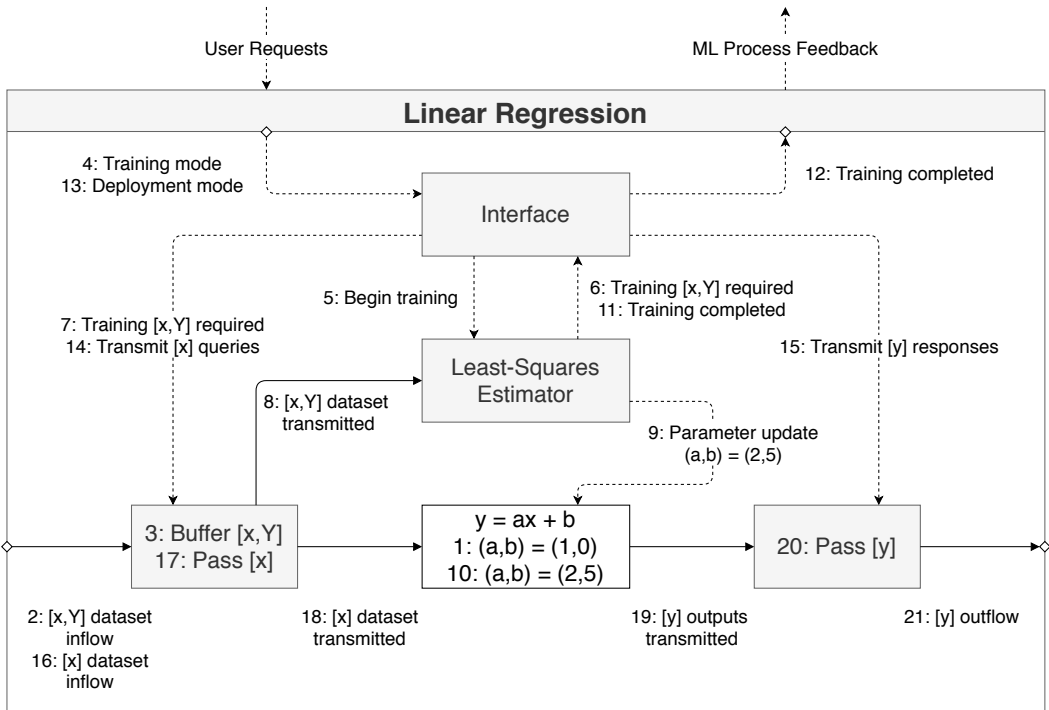 User Requests
ML Process Feedback
Linear Regression
4: Training mode
13: Deployment mode
12: Training completed
Interface
5: Begin training
6: Training [x,Y] required
11: Training completed
7: Training [x,Y] required
14: Transmit [x] queries
15: Transmit [y] responses
Least-Squares
Estimator
8: [x,Y] dataset
transmitted
9: Parameter update
(a,b) = (2,5)
3: Buffer [x,Y]
17: Pass [x]
y = ax + b
1: (a,b) = (1,0)
10: (a,b) = (2,5)
20: Pass [y]
2: [x,Y] dataset
inflow
16: [x] dataset
inflow
18: [x] dataset
transmitted
19: [y] outputs
transmitted
21: [y] outflow